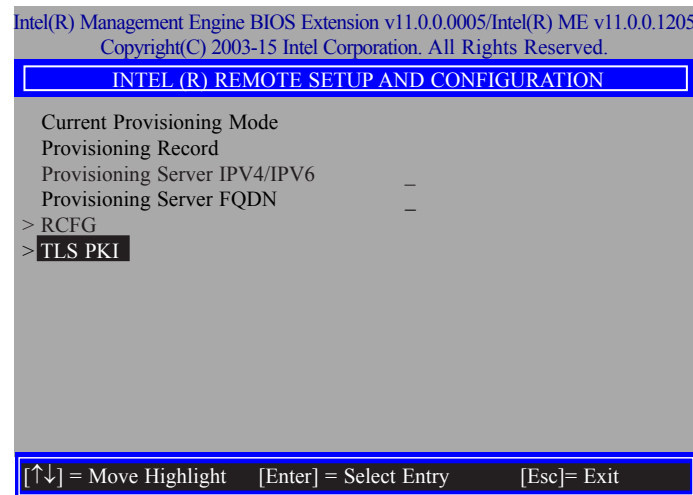 Intel(R) Management Engine BIOS Extension v11.0.0.0005/Intel(R) ME v11.0.0.1205
Copyright(C) 2003-15 Intel Corporation. All Rights Reserved.
INTEL (R) REMOTE SETUP AND CONFIGURATION
Current Provisioning Mode
Provisioning Record
Provisioning Server IPV4/IPV6 _
Provisioning Server FQDN _
> RCFG
> TLS PKI
[↑↓] = Move Highlight [Enter] = Select Entry [Esc]= Exit